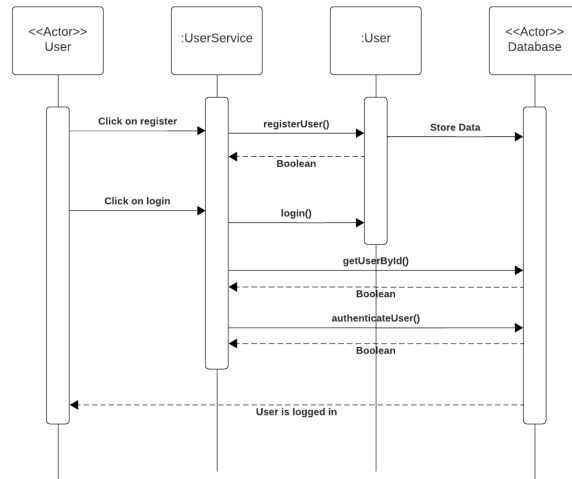 <<Actor>>
User
:UserService
:User
<<Actor>>
Database
Click on register
registerUser()
Store Data
Boolean
Click on login
login()
getUserById()
Boolean
authenticateUser()
Boolean
User is logged in